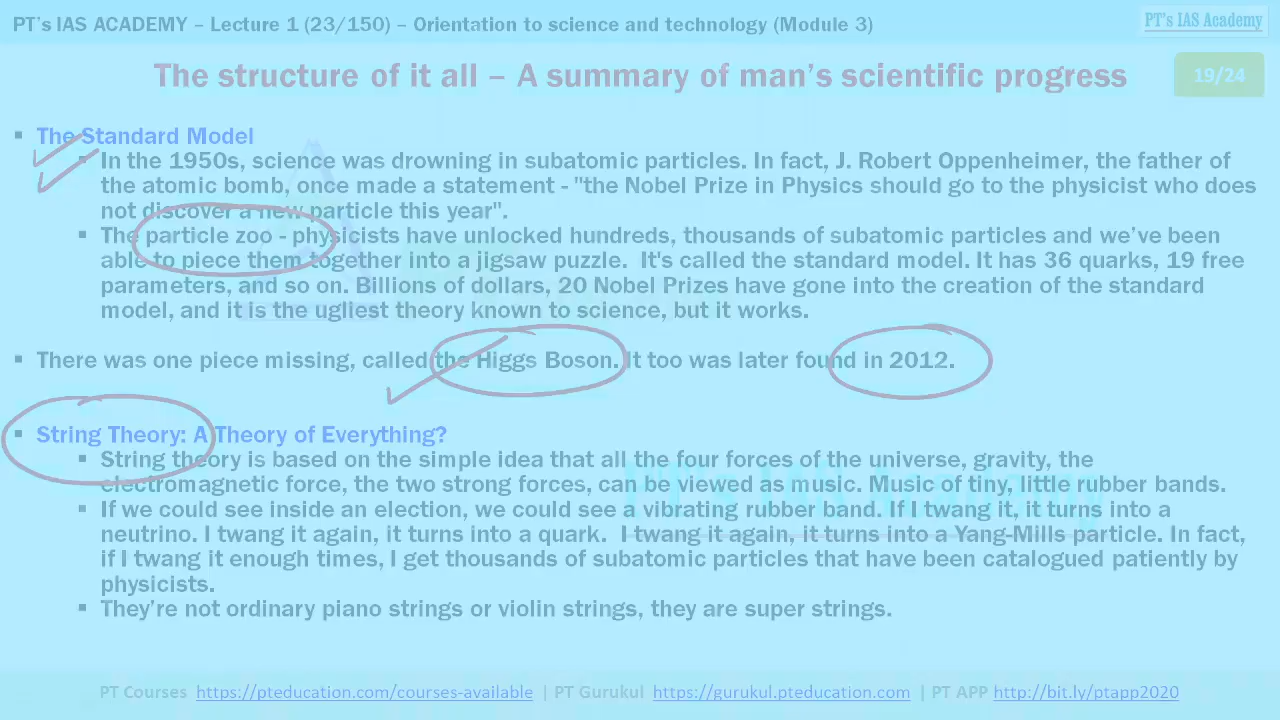 PT's IAS ACADEMY – Lecture 1 (23/150) – Orientation to science and technology (Module 3)
PT's IAS Academy
The structure of it all – A summary of man's scientific progress
19/24
▪ The Standard Model
▪ In the 1950s, science was drowning in subatomic particles. In fact, J. Robert Oppenheimer, the father of
the atomic bomb, once made a statement - "the Nobel Prize in Physics should go to the physicist who does
not discover a new particle this year".
▪ The particle zoo - physicists have unlocked hundreds, thousands of subatomic particles and we've been
able to piece them together into a jigsaw puzzle. It's called the standard model. It has 36 quarks, 19 free
parameters, and so on. Billions of dollars, 20 Nobel Prizes have gone into the creation of the standard
model, and it is the ugliest theory known to science, but it works.
▪ There was one piece missing, called the Higgs Boson. It too was later found in 2012.
▪ String Theory: A Theory of Everything?
▪ String theory is based on the simple idea that all the four forces of the universe, gravity, the
electromagnetic force, the two strong forces, can be viewed as music. Music of tiny, little rubber bands.
PT's IAS Academy
▪ If we could see inside an election, we could see a vibrating rubber band. If I twang it, it turns into a
neutrino. I twang it again, it turns into a quark. I twang it again, it turns into a Yang-Mills particle. In fact,
if I twang it enough times, I get thousands of subatomic particles that have been catalogued patiently by
physicists.
▪ They're not ordinary piano strings or violin strings, they are super strings.
PT Courses https://pteducation.com/courses-available | PT Gurukul https://gurukul.pteducation.com | PT APP http://bit.ly/ptapp2020